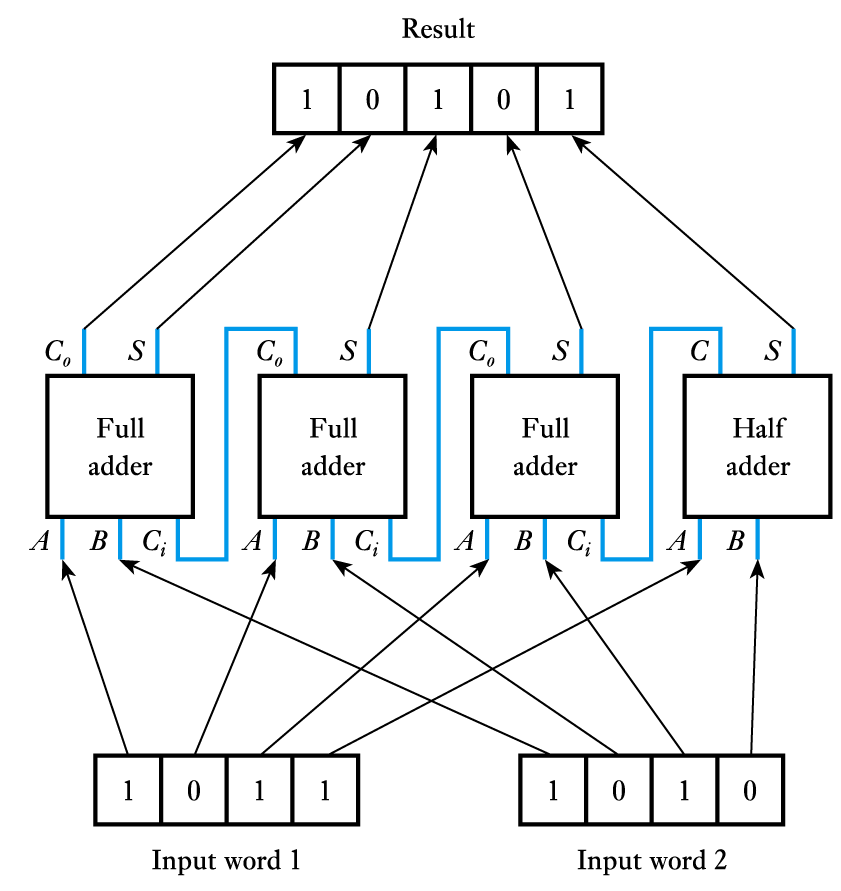 Result
1 0 1 0 1
Cₒ S Cₒ S Cₒ S C S
Full adder Full adder Full adder Half adder
A B Cᵢ A B Cᵢ A B Cᵢ A B
1 0 1 1 1 0 1 0
Input word 1 Input word 2